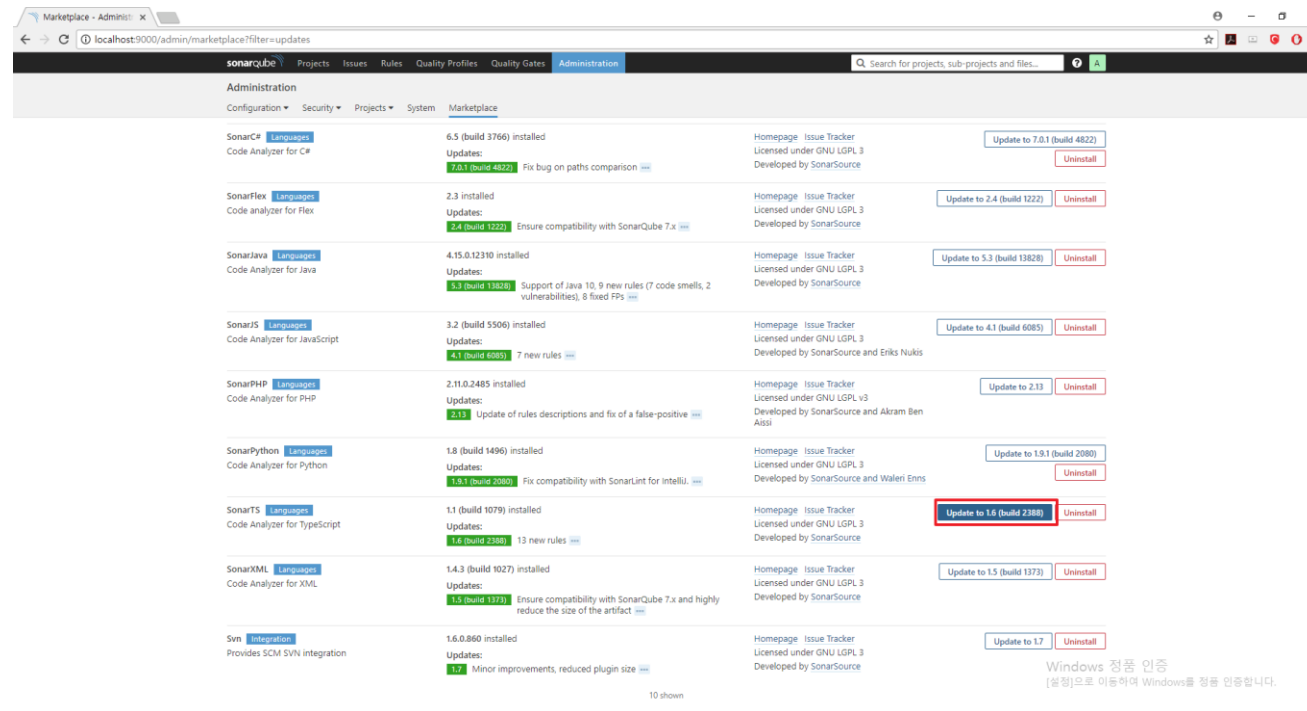 Marketplace - Administ
localhost:9000/admin/marketplace?filter=updates
sonarqube Projects Issues Rules Quality Profiles Quality Gates Administration Search for projects, sub-projects and files... ? A
Administration
Configuration Security Projects System Marketplace
SonarC# Languages 6.5 (build 3766) installed Homepage Issue Tracker Update to 7.0.1 (build 4822)
Code Analyzer for C# Updates: Licensed under GNU LGPL 3 Uninstall
7.0.1 (build 4822) Fix bug on paths comparison ... Developed by SonarSource
SonarFlex Languages 2.3 installed Homepage Issue Tracker Update to 2.4 (build 1222) Uninstall
Code analyzer for Flex Updates: Licensed under GNU LGPL 3
2.4 (build 1222) Ensure compatibility with SonarQube 7.x ... Developed by SonarSource
SonarJava Languages 4.15.0.12310 installed Homepage Issue Tracker Update to 5.3 (build 13828) Uninstall
Code Analyzer for Java Updates: Licensed under GNU LGPL 3
5.3 (build 13828) Support of Java 10, 9 new rules (7 code smells, 2 Developed by SonarSource
vulnerabilities), 8 fixed FPs ...
SonarJS Languages 3.2 (build 5506) installed Homepage Issue Tracker Update to 4.1 (build 6085) Uninstall
Code Analyzer for JavaScript Updates: Licensed under GNU LGPL 3
4.1 (build 6085) 7 new rules ... Developed by SonarSource and Eriks Nukis
SonarPHP Languages 2.11.0.2485 installed Homepage Issue Tracker Update to 2.13 Uninstall
Code Analyzer for PHP Updates: Licensed under GNU LGPL v3
2.13 Update of rules descriptions and fix of a false-positive ... Developed by SonarSource and Akram Ben
Aissi
SonarPython Languages 1.8 (build 1496) installed Homepage Issue Tracker Update to 1.9.1 (build 2080)
Code Analyzer for Python Updates: Licensed under GNU LGPL 3 Uninstall
1.9.1 (build 2080) Fix compatibility with SonarLint for IntelliJ. ... Developed by SonarSource and Waleri Enns
SonarTS Languages 1.1 (build 1079) installed Homepage Issue Tracker Update to 1.6 (build 2388) Uninstall
Code Analyzer for TypeScript Updates: Licensed under GNU LGPL 3
1.6 (build 2388) 13 new rules ... Developed by SonarSource
SonarXML Languages 1.4.3 (build 1027) installed Homepage Issue Tracker Update to 1.5 (build 1373) Uninstall
Code Analyzer for XML Updates: Licensed under GNU LGPL 3
1.5 (build 1373) Ensure compatibility with SonarQube 7.x and highly Developed by SonarSource
reduce the size of the artifact ...
Svn Integration 1.6.0.860 installed Homepage Issue Tracker Update to 1.7 Uninstall
Provides SCM SVN integration Updates: Licensed under GNU LGPL 3
1.7 Minor improvements, reduced plugin size ... Developed by SonarSource
Windows 정품 인증
[설정]으로 이동하여 Windows를 정품 인증합니다.
10 shown